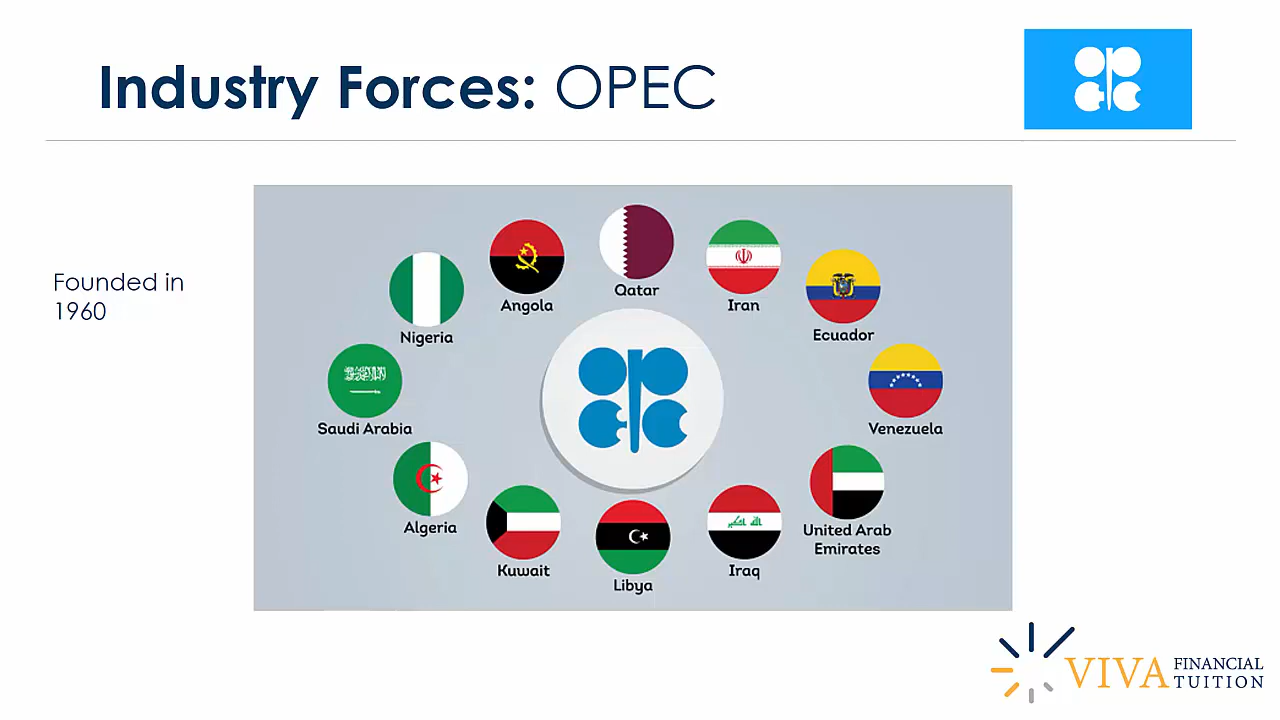 Industry Forces: OPEC
Founded in
1960
Qatar
Angola
Iran
Nigeria
Ecuador
Saudi Arabia
Venezuela
Algeria
United Arab
Emirates
Kuwait
Iraq
Libya
VIVA FINANCIAL
TUITION